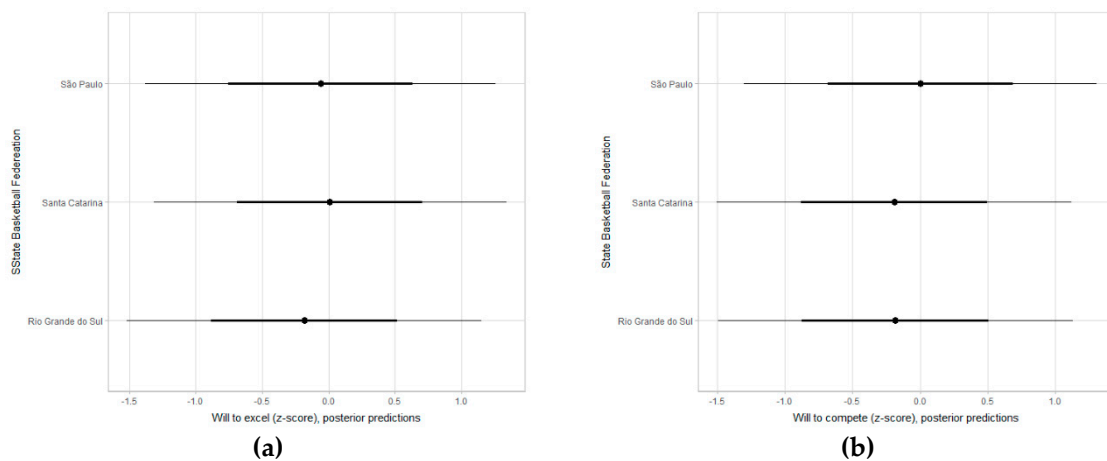 SState Basketball Federeation
São Paulo
Santa Catarina
Rio Grande do Sul
-1.5 -1.0 -0.5 0.0 0.5 1.0
Will to excel (z-score), posterior predictions
(a)
State Basketball Federation
São Paulo
Santa Catarina
Rio Grande do Sul
-1.5 -1.0 -0.5 0.0 0.5 1.0
Will to compete (z-score), posterior predictions
(b)